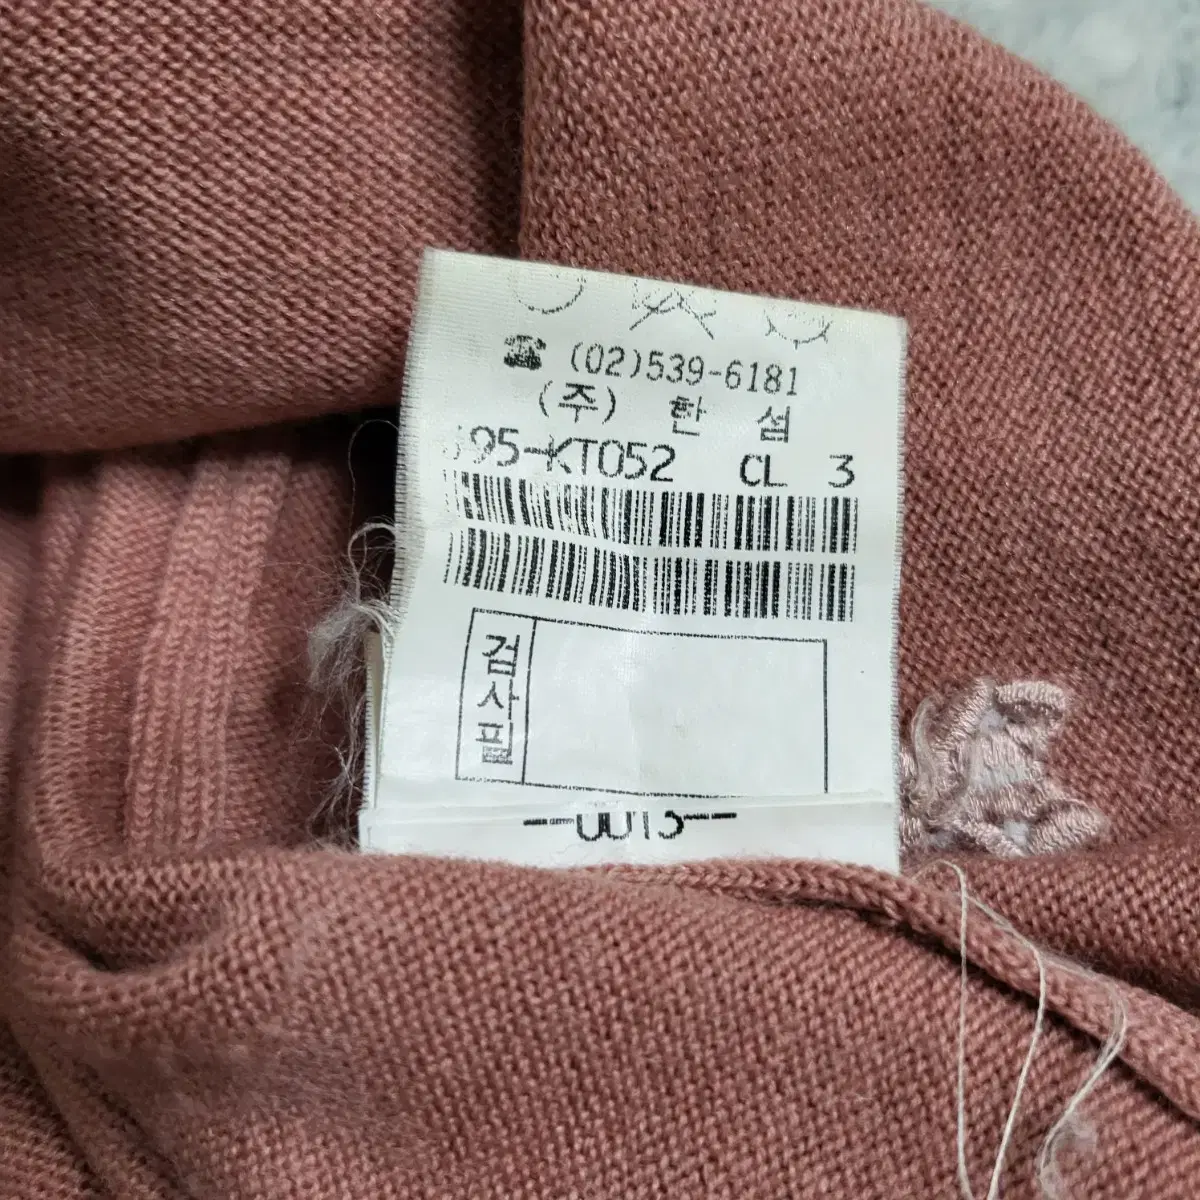 ☎ (02)539-6181
(주) 한 섬
95-KT052 CL 3
검사필